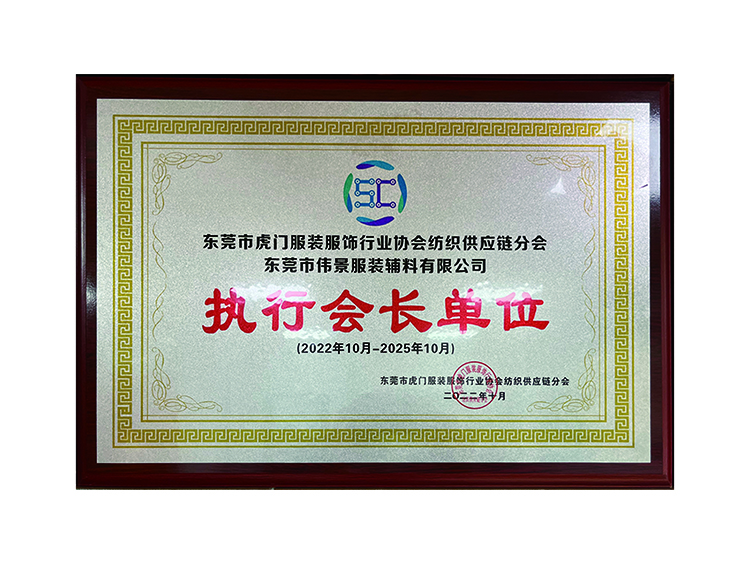 SC
东莞市虎门服装服饰行业协会纺织供应链分会
东莞市伟景服装辅料有限公司
执行会长单位
(2022年10月-2025年10月)
东莞市虎门服装服饰行业协会纺织供应链分会
二〇二二年十月